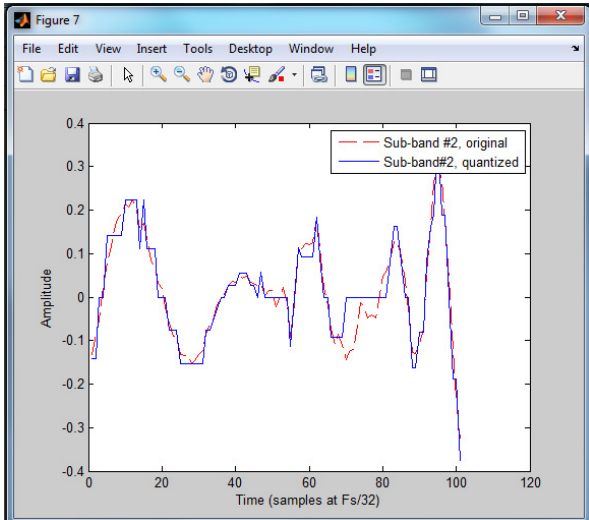 Figure 7
File Edit View Insert Tools Desktop Window Help
Sub-band #2, original
Sub-band#2, quantized
0.4
0.3
0.2
0.1
0
-0.1
-0.2
-0.3
-0.4
Amplitude
0 20 40 60 80 100 120
Time (samples at Fs/32)